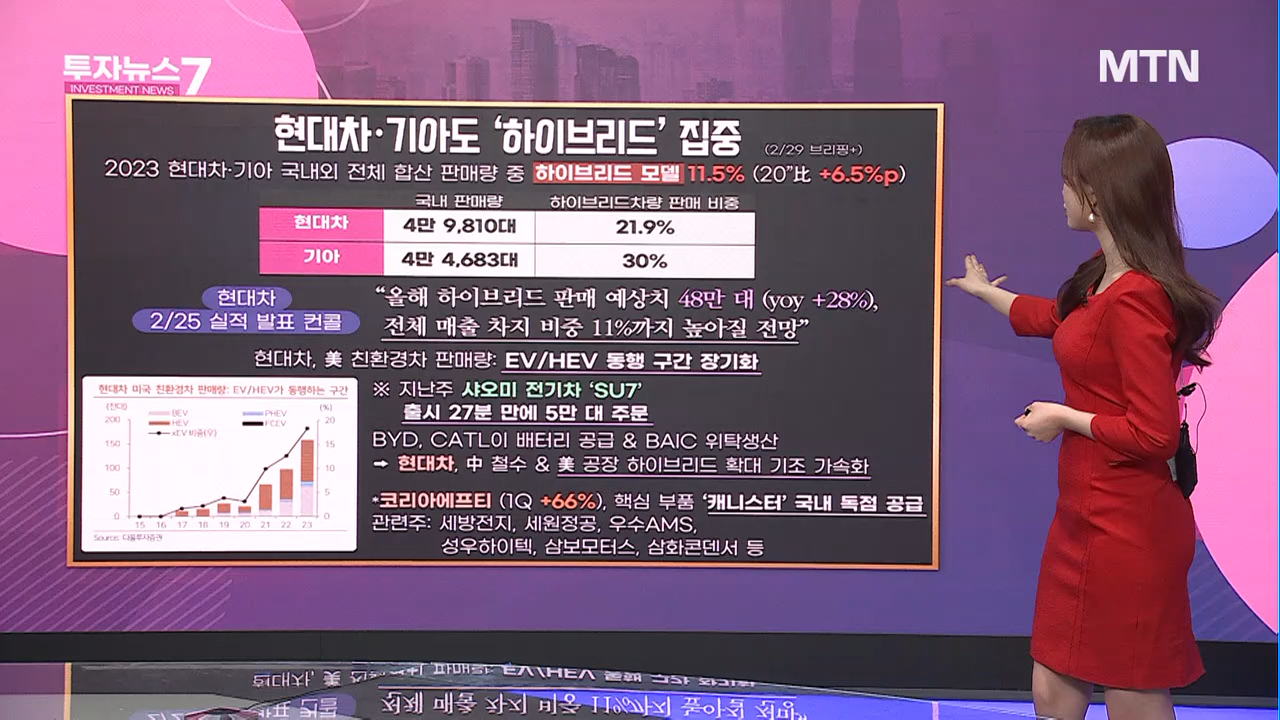 투자뉴스7
INVESTMENT NEWS
MTN
현대차·기아도 ‘하이브리드’ 집중 (2/29 브리핑+)
2023 현대차·기아 국내외 전체 합산 판매량 중 하이브리드 모델 11.5% (20”比 +6.5%p)
국내 판매량 하이브리드차량 판매 비중
현대차 4만 9,810대 21.9%
기아 4만 4,683대 30%
현대차
2/25 실적 발표 컨콜
“올해 하이브리드 판매 예상치 48만 대 (yoy +28%),
전체 매출 차지 비중 11%까지 높아질 전망”
현대차, 美 친환경차 판매량: EV/HEV 동행 구간 장기화
현대차 미국 친환경차 판매량: EV/HEV가 동행하는 구간
(천대) (%)
BEV PHEV
HEV FCEV
xEV 비중(우)
200 20
150 15
100 10
50 5
0 0
15 16 17 18 19 20 21 22 23
Source: 다올투자증권
※ 지난주 샤오미 전기차 ‘SU7’
출시 27분 만에 5만 대 주문
BYD, CATL이 배터리 공급 & BAIC 위탁생산
➡ 현대차, 中 철수 & 美 공장 하이브리드 확대 기조 가속화
*코리아에프티 (1Q +66%), 핵심 부품 ‘캐니스터’ 국내 독점 공급
관련주: 세방전지, 세원정공, 우수AMS,
성우하이텍, 삼보모터스, 삼화콘덴서 등